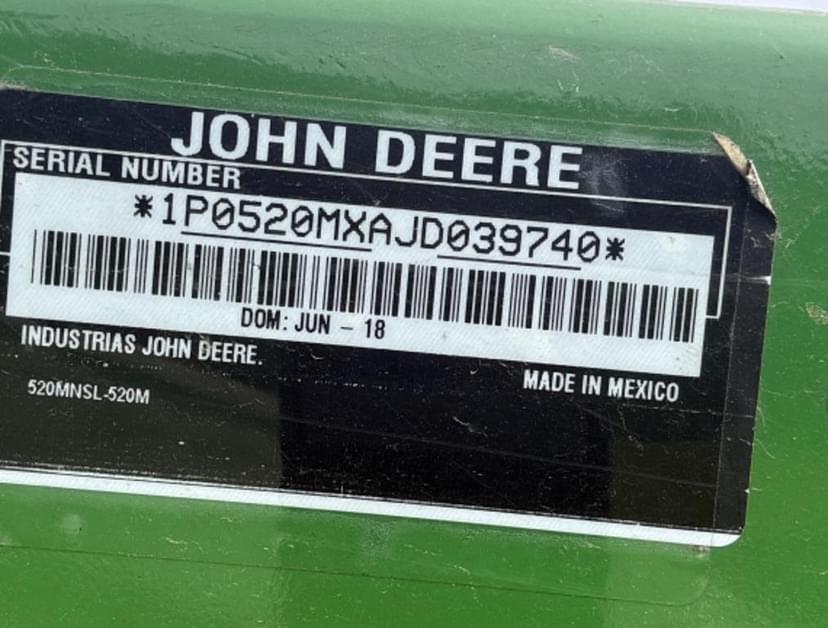 JOHN DEERE
SERIAL NUMBER
*1P0520MXAJD039740*
DOM: JUN - 18
INDUSTRIAS JOHN DEERE.
MADE IN MEXICO
520MNSL-520M